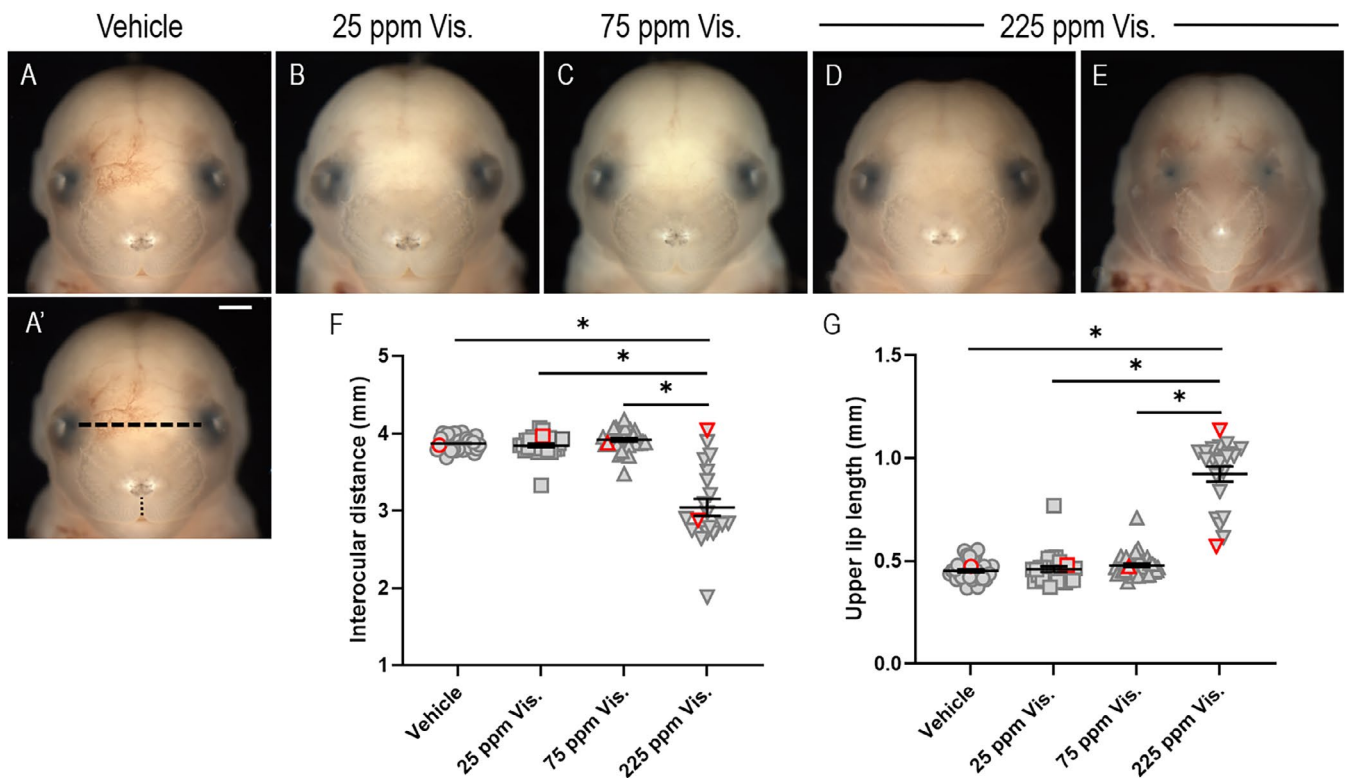 Vehicle 25 ppm Vis. 75 ppm Vis. 225 ppm Vis.
A B C D E
A'
F
G
* * *
* * *
Interocular distance (mm)
5
4
3
2
1
Vehicle 25 ppm Vis. 75 ppm Vis. 225 ppm Vis.
Upper lip length (mm)
1.5
1.0
0.5
0.0
Vehicle 25 ppm Vis. 75 ppm Vis. 225 ppm Vis.